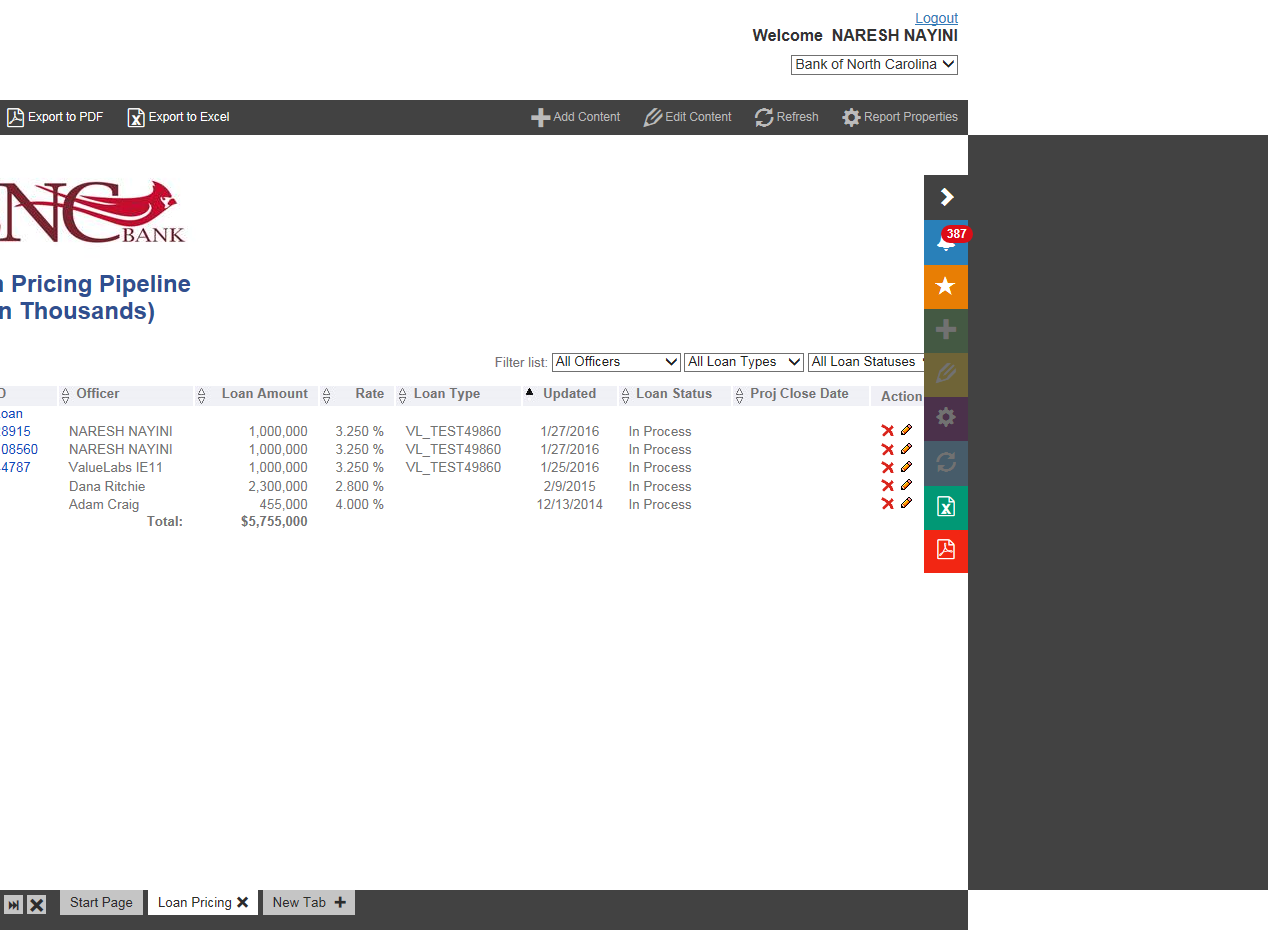 Logout
Welcome NARESH NAYINI
Bank of North Carolina
Export to PDF Export to Excel Add Content Edit Content Refresh Report Properties
387
NC BANK
Pricing Pipeline
n Thousands)
Filter list: All Officers All Loan Types All Loan Statuses
D Officer Loan Amount Rate Loan Type Updated Loan Status Proj Close Date Action
oan
8915 NARESH NAYINI 1,000,000 3.250 % VL_TEST49860 1/27/2016 In Process
08560 NARESH NAYINI 1,000,000 3.250 % VL_TEST49860 1/27/2016 In Process
4787 ValueLabs IE11 1,000,000 3.250 % VL_TEST49860 1/25/2016 In Process
Dana Ritchie 2,300,000 2.800 % 2/9/2015 In Process
Adam Craig 455,000 4.000 % 12/13/2014 In Process
Total: $5,755,000
Start Page Loan Pricing New Tab